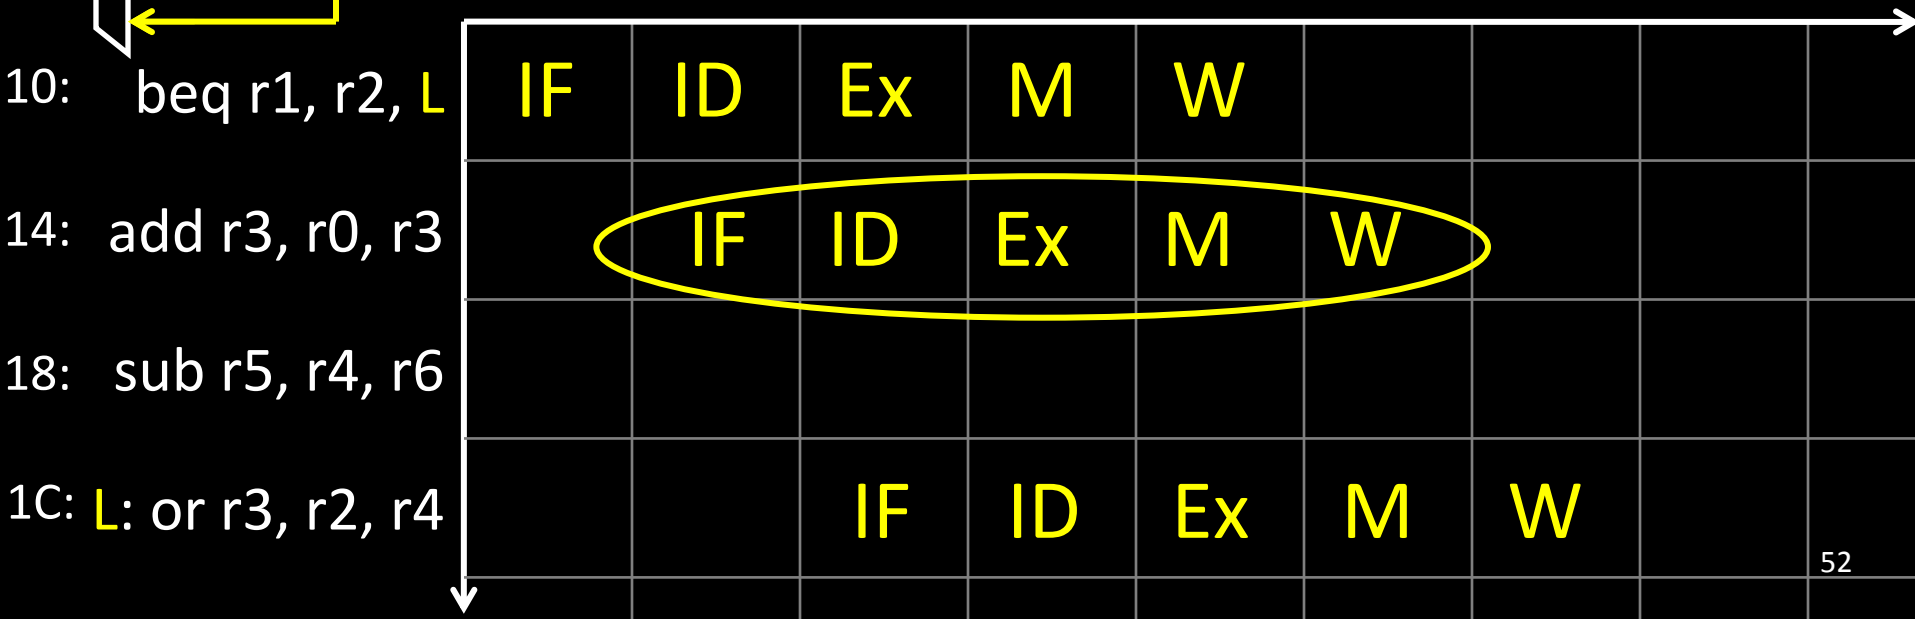 10: beq r1, r2, L IF ID Ex M W
14: add r3, r0, r3 IF ID Ex M W
18: sub r5, r4, r6
1C: L: or r3, r2, r4 IF ID Ex M W
52